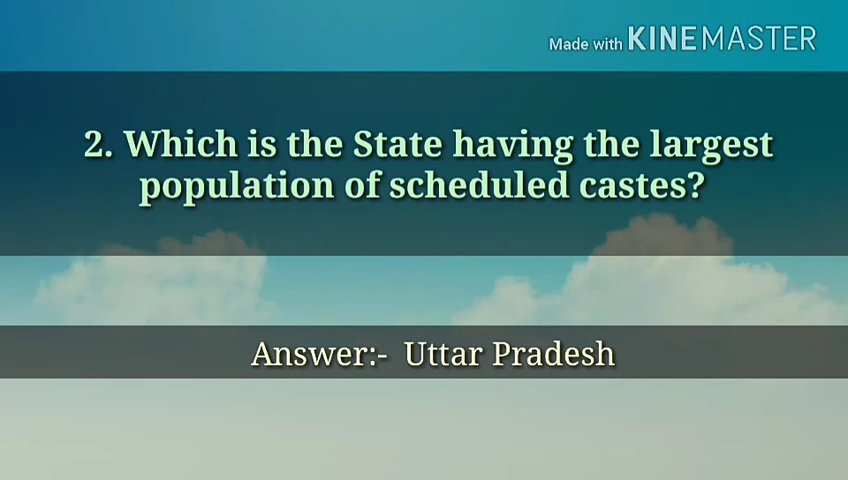 Made with KINEMASTER
2. Which is the State having the largest
population of scheduled castes?
Answer:- Uttar Pradesh